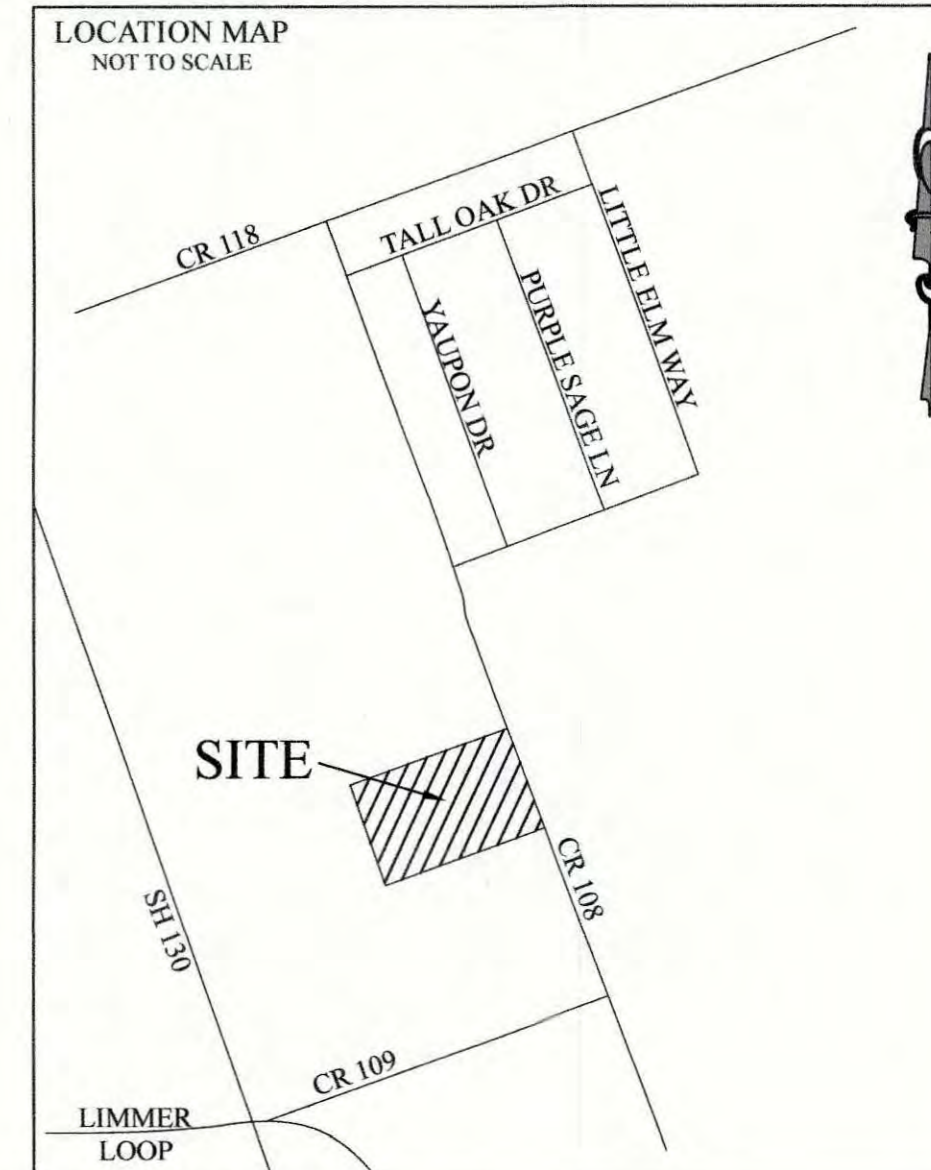 LOCATION MAP
NOT TO SCALE
CR 118
TALL OAK DR
LITTLE ELM WAY
PURPLE SAGE LN
YAUPON DR
SITE
CR 108
SH 130
CR 109
LIMMER
LOOP